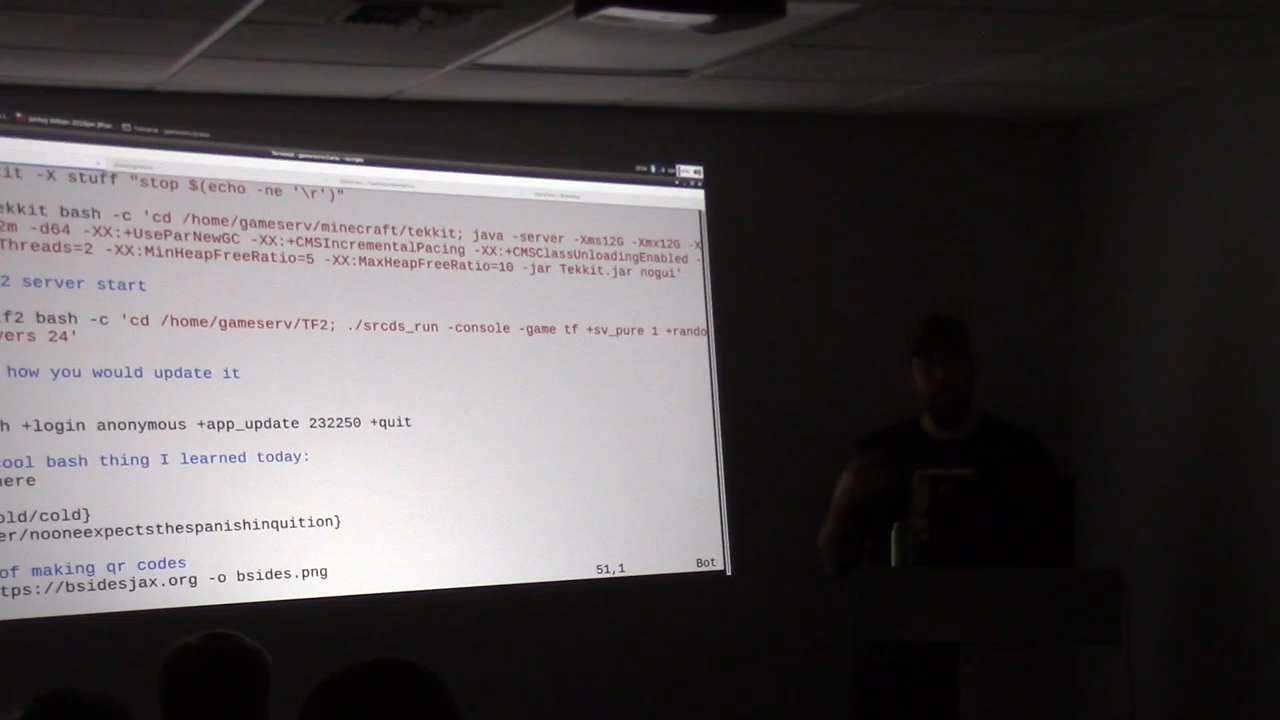 it -X stuff "stop $(echo -ne '\r')"
ekkit bash -c 'cd /home/gameserv/minecraft/tekkit; java -server -Xms12G -Xmx12G -X
2m -d64 -XX:+UseParNewGC -XX:+CMSIncrementalPacing -XX:+CMSClassUnloadingEnabled -
Threads=2 -XX:MinHeapFreeRatio=5 -XX:MaxHeapFreeRatio=10 -jar Tekkit.jar nogui'
2 server start
f2 bash -c 'cd /home/gameserv/TF2; ./srcds_run -console -game tf +sv_pure 1 +rando
vers 24'
how you would update it
h +login anonymous +app_update 232250 +quit
cool bash thing I learned today:
here
old/cold}
er/nooneexpectsthespanishinquition}
of making qr codes
tps://bsidesjax.org -o bsides.png
51,1 Bot